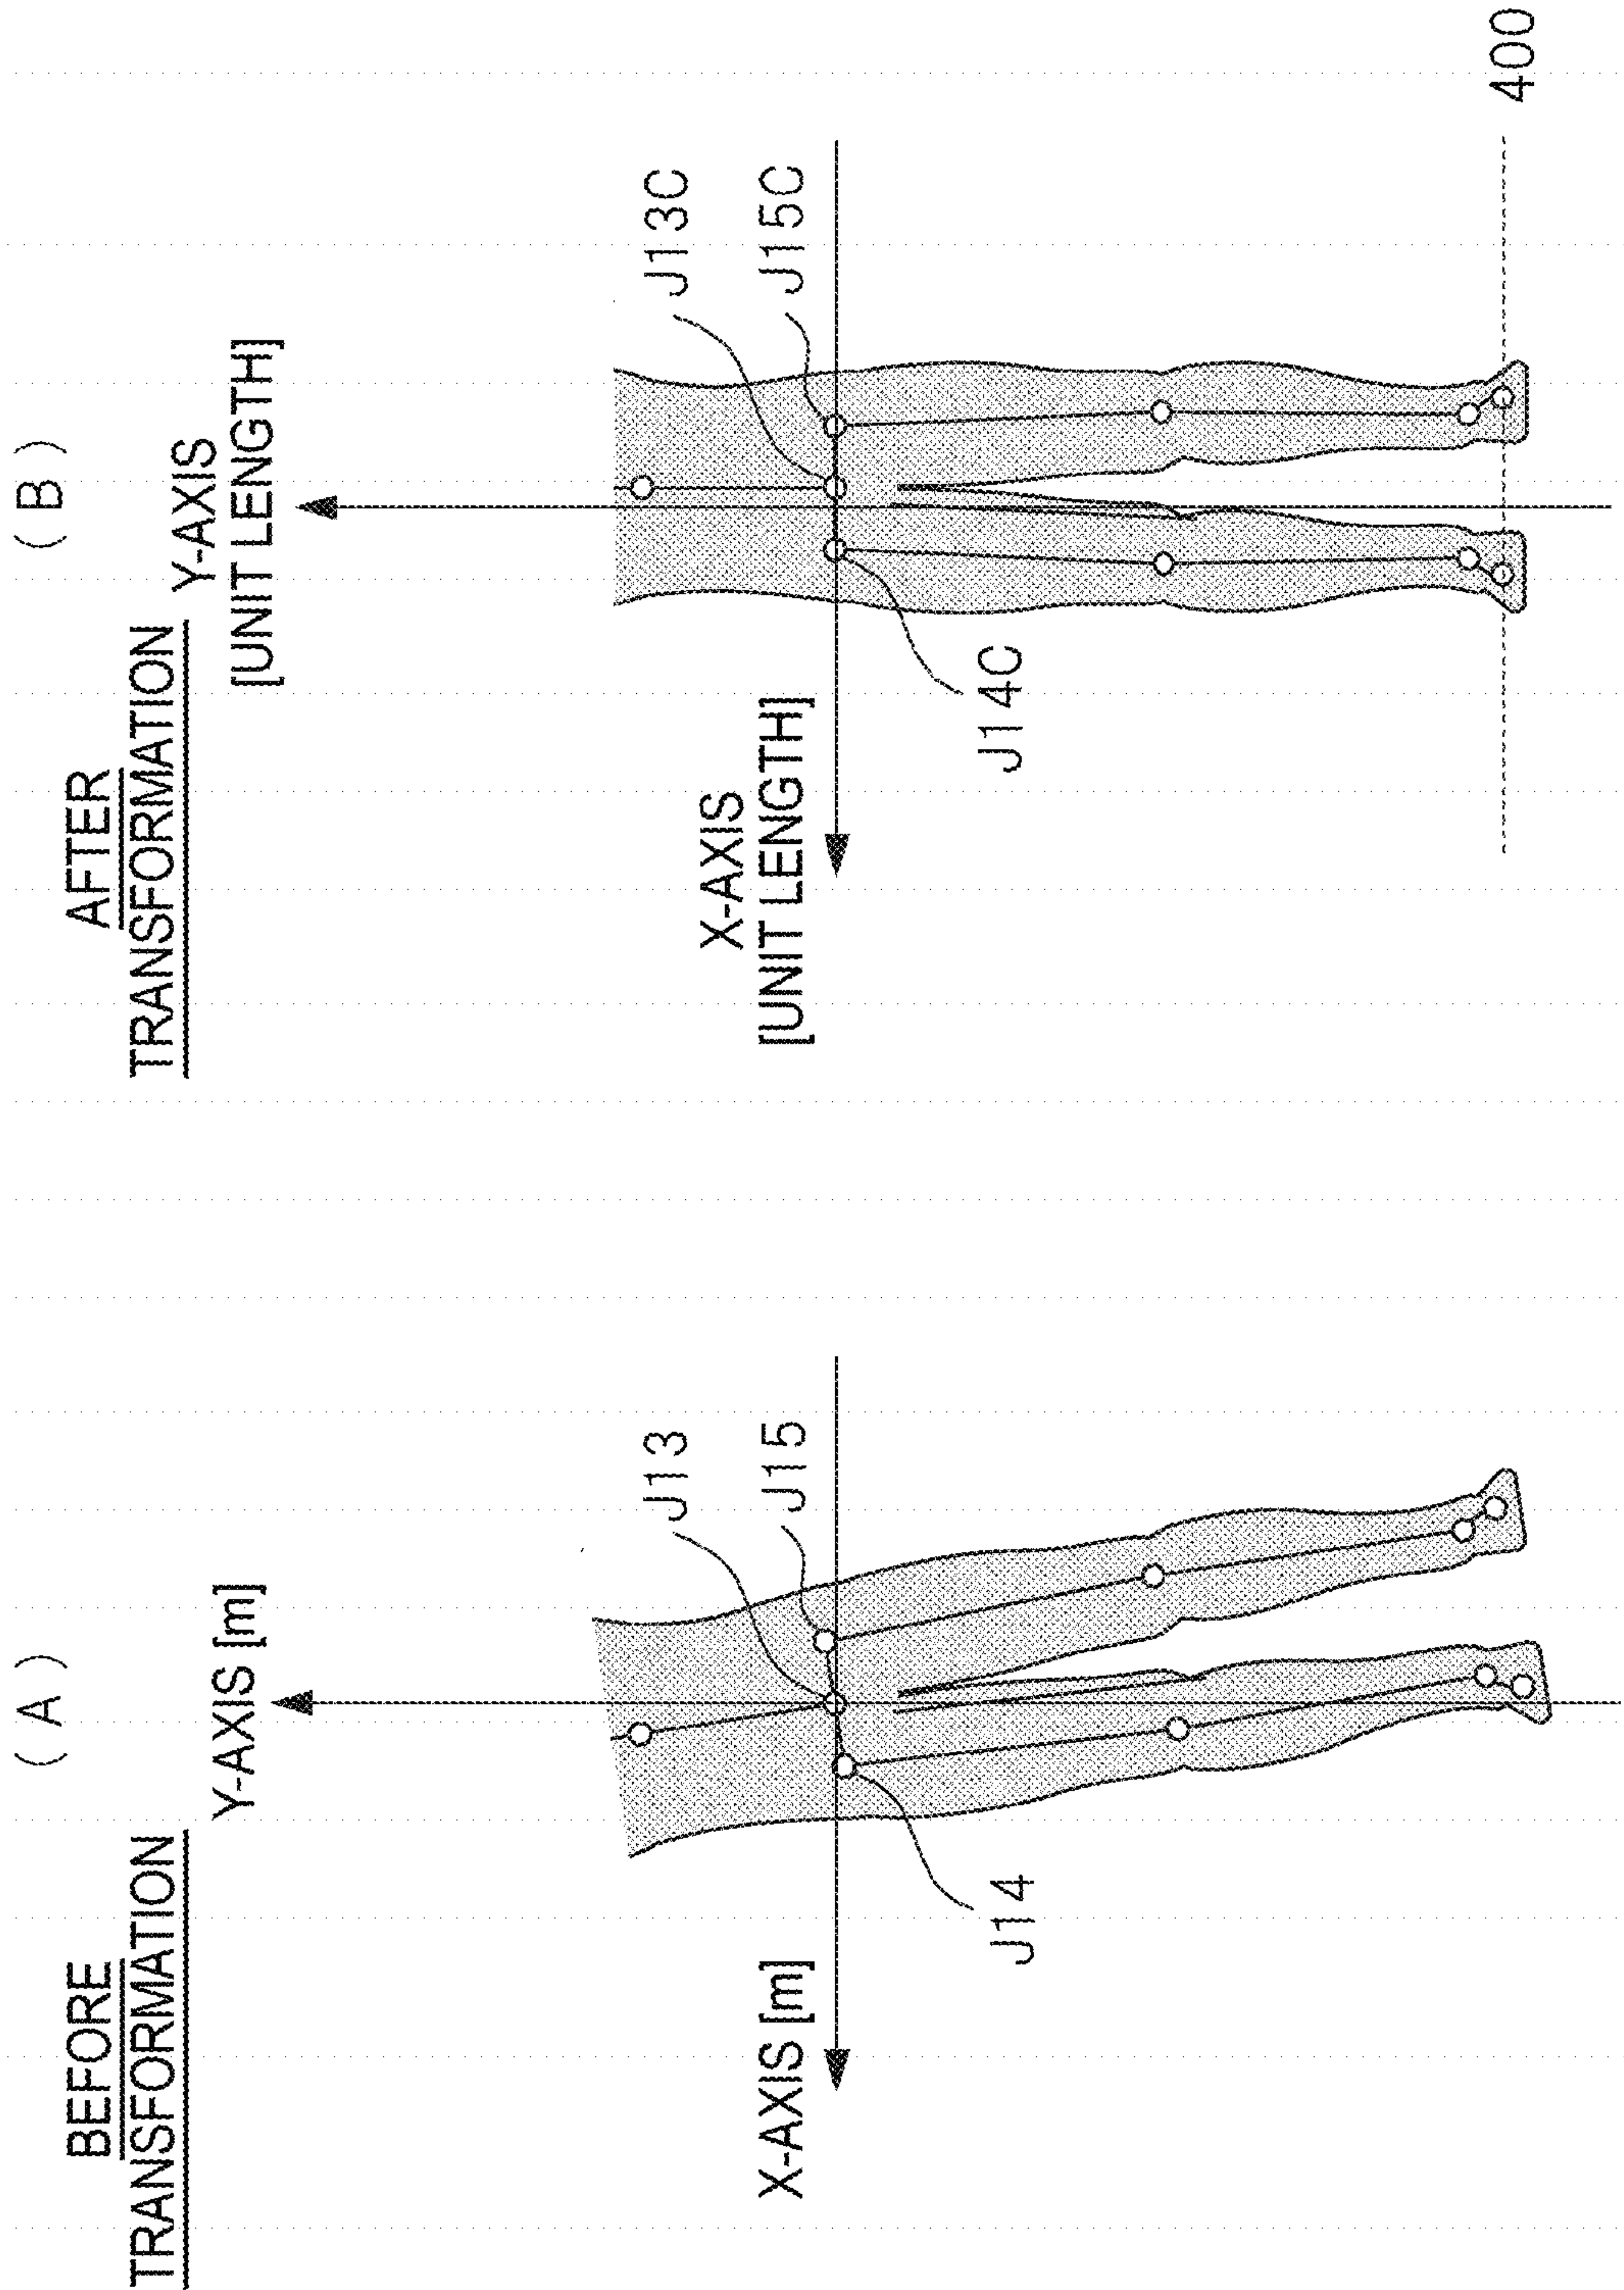 ( A )
BEFORE
TRANSFORMATION
Y-AXIS [m]
J13
J15
X-AXIS [m]
J14
( B )
AFTER
TRANSFORMATION
Y-AXIS
[UNIT LENGTH]
J13C
J15C
X-AXIS
[UNIT LENGTH]
J14C
400